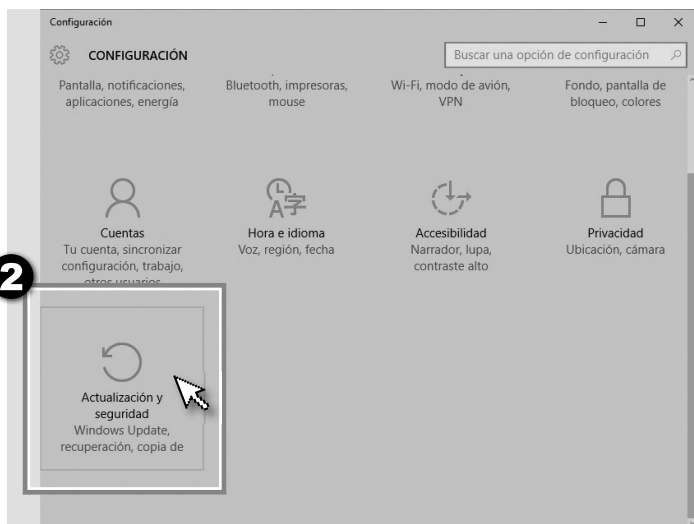 Configuración
CONFIGURACIÓN
Buscar una opción de configuración
Pantalla, notificaciones,
aplicaciones, energía
Bluetooth, impresoras,
mouse
Wi-Fi, modo de avión,
VPN
Fondo, pantalla de
bloqueo, colores
Cuentas
Tu cuenta, sincronizar
configuración, trabajo,
otros usuarios
Hora e idioma
Voz, región, fecha
Accesibilidad
Narrador, lupa,
contraste alto
Privacidad
Ubicación, cámara
2
Actualización y
seguridad
Windows Update,
recuperación, copia de